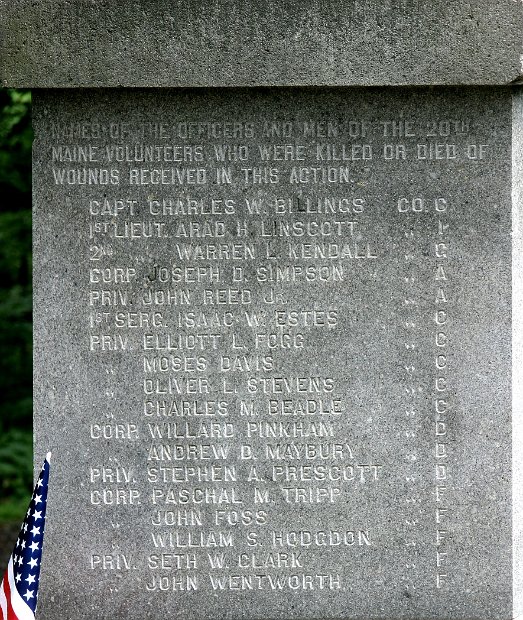 NAMES OF THE OFFICERS AND MEN OF THE 20TH
MAINE VOLUNTEERS WHO WERE KILLED OR DIED OF
WOUNDS RECEIVED IN THIS ACTION.
CAPT. CHARLES W. BILLINGS CO. C
1ST LIEUT. ARAD H. LINSCOTT „ I
2ND „ WARREN L. KENDALL „ G
CORP. JOSEPH D. SIMPSON „ A
PRIV. JOHN REED JR. „ A
1ST SERG. ISAAC W. ESTES „ C
PRIV. ELLIOTT L. FOGG „ C
„ MOSES DAVIS „ C
„ OLIVER L. STEVENS „ C
„ CHARLES M. BEADLE „ C
CORP. WILLARD PINKHAM „ D
„ ANDREW D. MAYBURY „ D
PRIV. STEPHEN A. PRESCOTT „ D
CORP. PASCHAL M. TRIPP „ F
„ JOHN FOSS „ F
„ WILLIAM S. HODGDON „ F
PRIV. SETH W. CLARK „ F
„ JOHN WENTWORTH. „ F